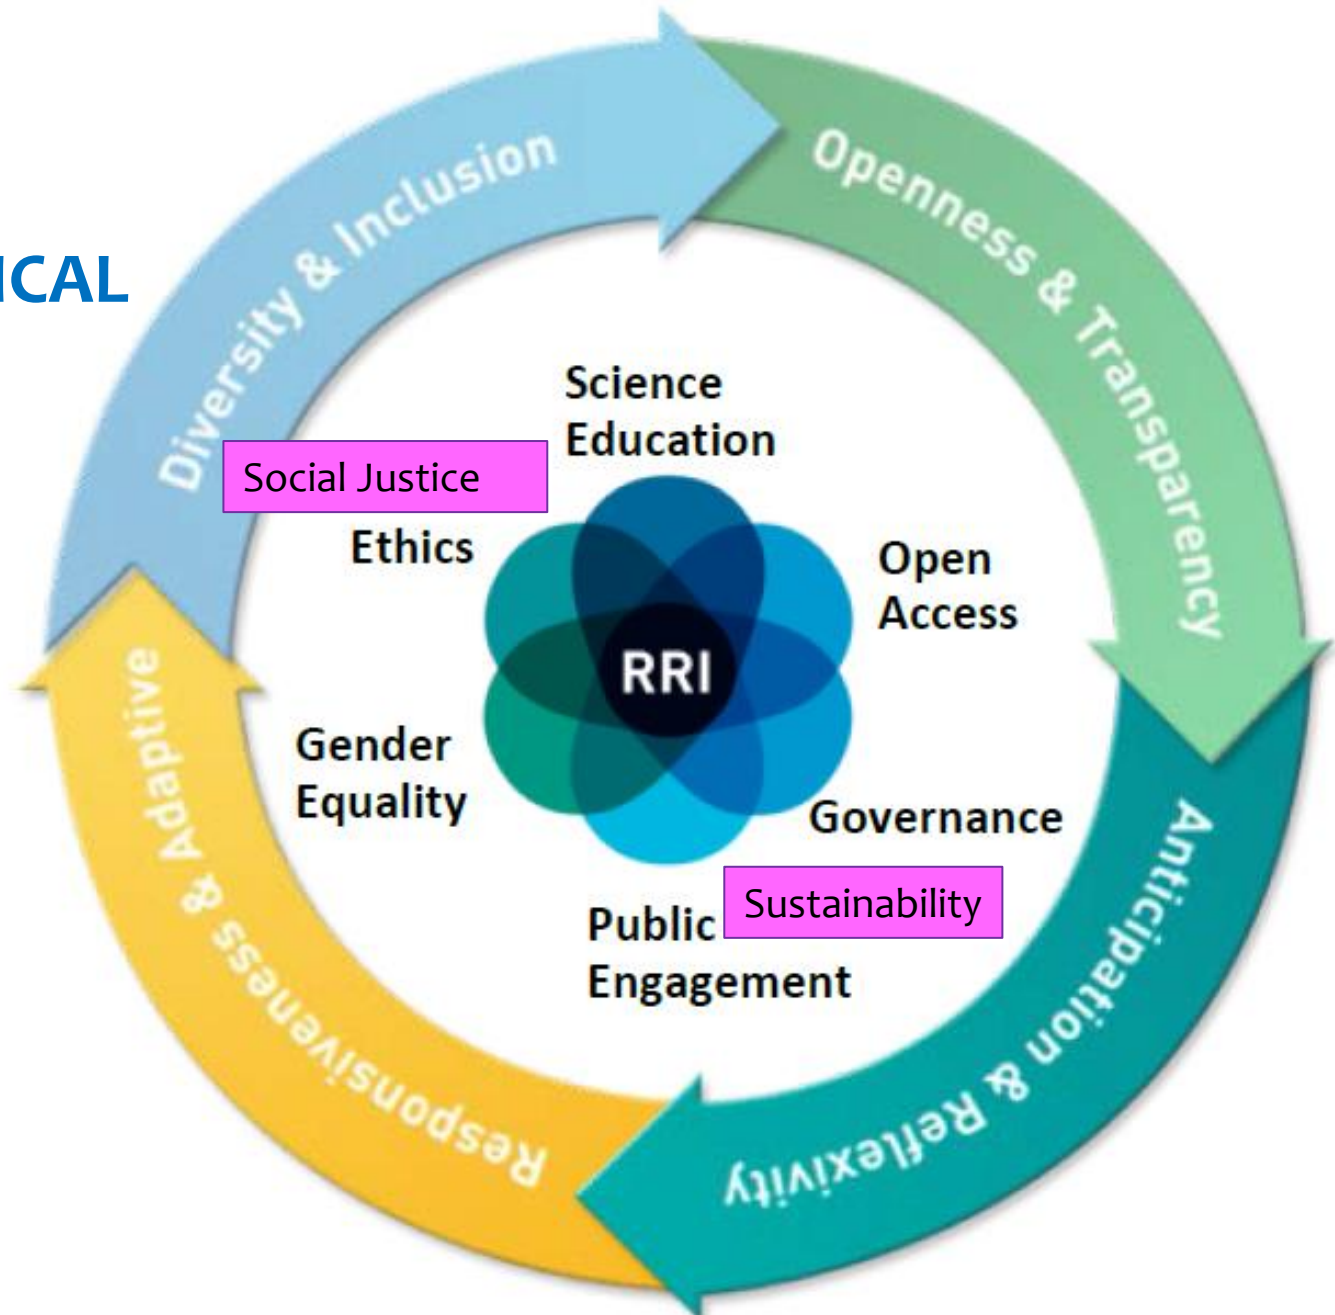 ICAL
Diversity & Inclusion
Openness & Transparency
Anticipation & Reflexivity
Responsiveness & Adaptive
Science
Education
Social Justice
Ethics
Open
Access
RRI
Gender
Equality
Governance
Sustainability
Public
Engagement